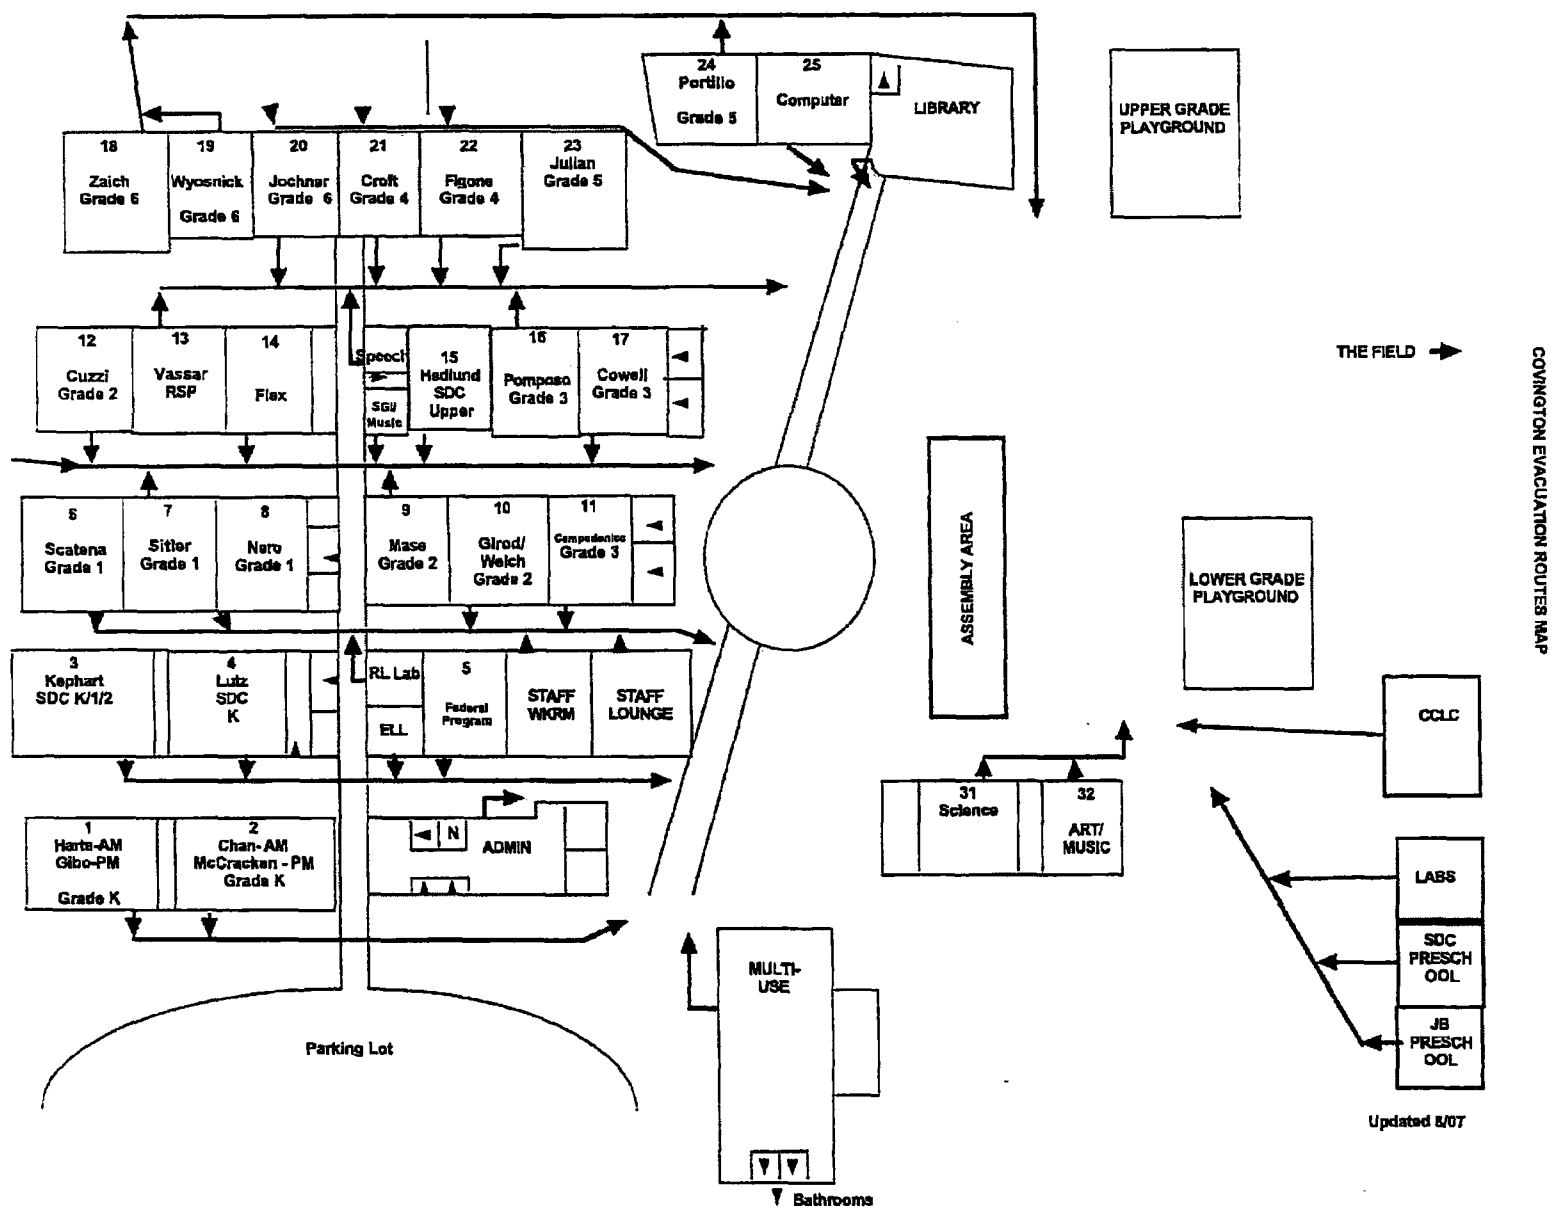 24
Portillo
Grade 5
25
Computer
LIBRARY
UPPER GRADE
PLAYGROUND
18
Zaich
Grade 6
19
Wyosnick
Grade 6
20
Jochner
Grade 6
21
Croft
Grade 4
22
Figone
Grade 4
23
Julian
Grade 5
12
Cuzzi
Grade 2
13
Vassar
RSP
14
Flex
Speech
SGI/
Music
15
Hedlund
SDC
Upper
16
Pomposo
Grade 3
17
Cowell
Grade 3
THE FIELD
COVINGTON EVACUATION ROUTES MAP
6
Scatena
Grade 1
7
Sitler
Grade 1
8
Nero
Grade 1
9
Mase
Grade 2
10
Girod/
Welch
Grade 2
11
Campodonico
Grade 3
ASSEMBLY AREA
LOWER GRADE
PLAYGROUND
3
Kephart
SDC K/1/2
4
Lutz
SDC
K
RL Lab
ELL
5
Federal
Program
STAFF
WKRM
STAFF
LOUNGE
CCLC
1
Harte-AM
Gibo-PM
Grade K
2
Chan-AM
McCracken - PM
Grade K
N
ADMIN
31
Science
32
ART/
MUSIC
LABS
SDC
PRESCH
OOL
JB
PRESCH
OOL
MULTI-
USE
Parking Lot
Updated 8/07
Bathrooms